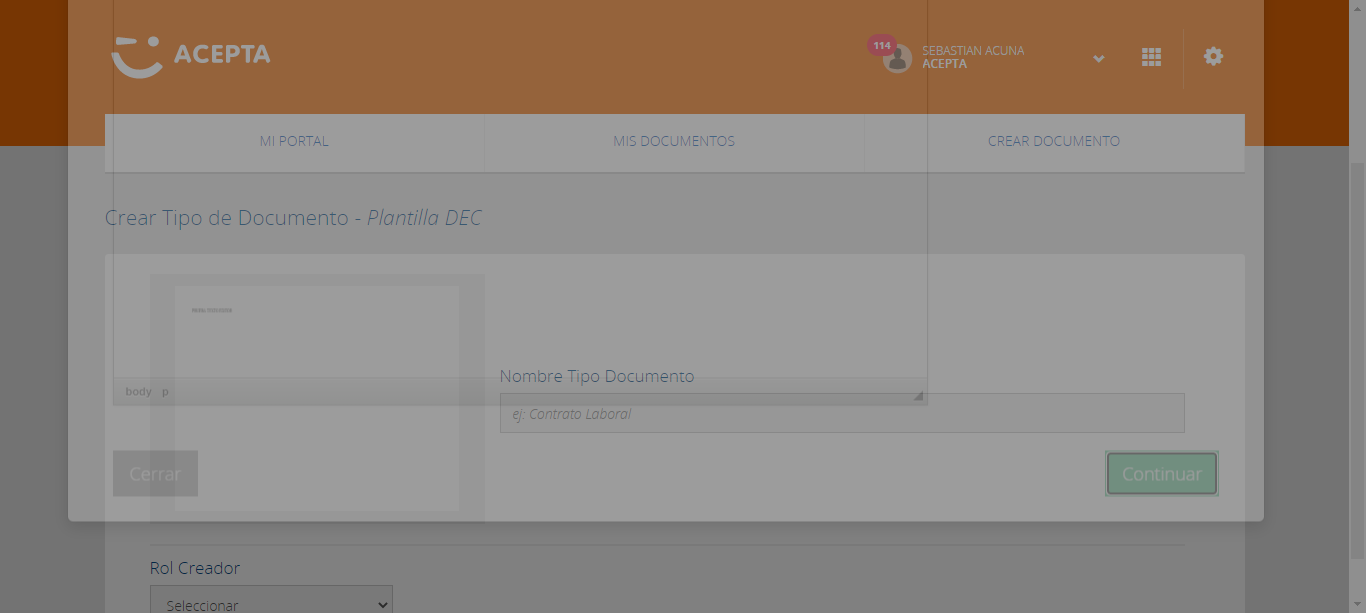 ACEPTA
114
SEBASTIAN ACUNA
ACEPTA
MI PORTAL
MIS DOCUMENTOS
CREAR DOCUMENTO
Crear Tipo de Documento - Plantilla DEC
Nombre Tipo Documento
body p
ej: Contrato Laboral
Cerrar
Continuar
Rol Creador
Seleccionar